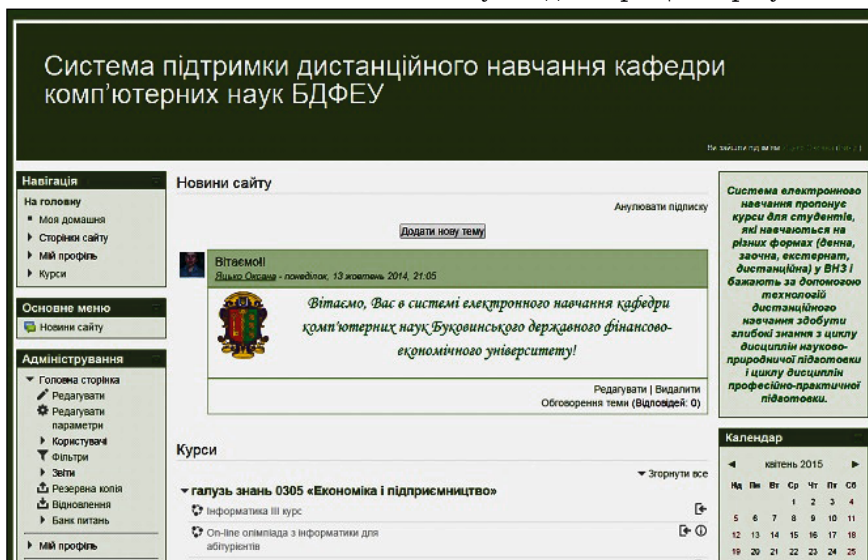 Система підтримки дистанційного навчання кафедри
комп'ютерних наук БДФЕУ
Ви зайшли під ім'ям
Навігація
На головну
Моя домашня
Сторінки сайту
Мій профіль
Курси
Основне меню
Новини сайту
Адміністрування
Головна сторінка
Редагувати
Редагувати
параметри
Користувачі
Фільтри
Звіти
Резервна копія
Відновлення
Банк питань
Мій профіль
Новини сайту
Анулювати підписку
Додати нову тему
Вітаємо!!
Яцько Оксана - понеділок, 13 жовтень 2014, 21:05
Вітаємо, Вас в системі електронного навчання кафедри
комп'ютерних наук Буковинського державного фінансово-
економічного університету!
Редагувати | Видалити
Обговорення теми (Відповідей: 0)
Курси
Згорнути все
галузь знань 0305 «Економіка і підприємництво»
Інформатика ІІІ курс
On-line олімпіада з інформатики для
абітурієнтів
Система електронного
навчання пропонує
курси для студентів,
які навчаються на
різних формах (денна,
заочна, екстернат,
дистанційна) у ВНЗ і
бажають за допомогою
технологій
дистанційного
навчання здобути
глибокі знання з циклу
дисциплін науково-
природничої підготовки
і циклу дисциплін
професійно-практичної
підготовки.
Календар
квітень 2015
Нд Пн Вт Ср Чт Пт Сб
1 2 3 4
5 6 7 8 9 10 11
12 13 14 15 16 17 18
19 20 21 22 23 24 25